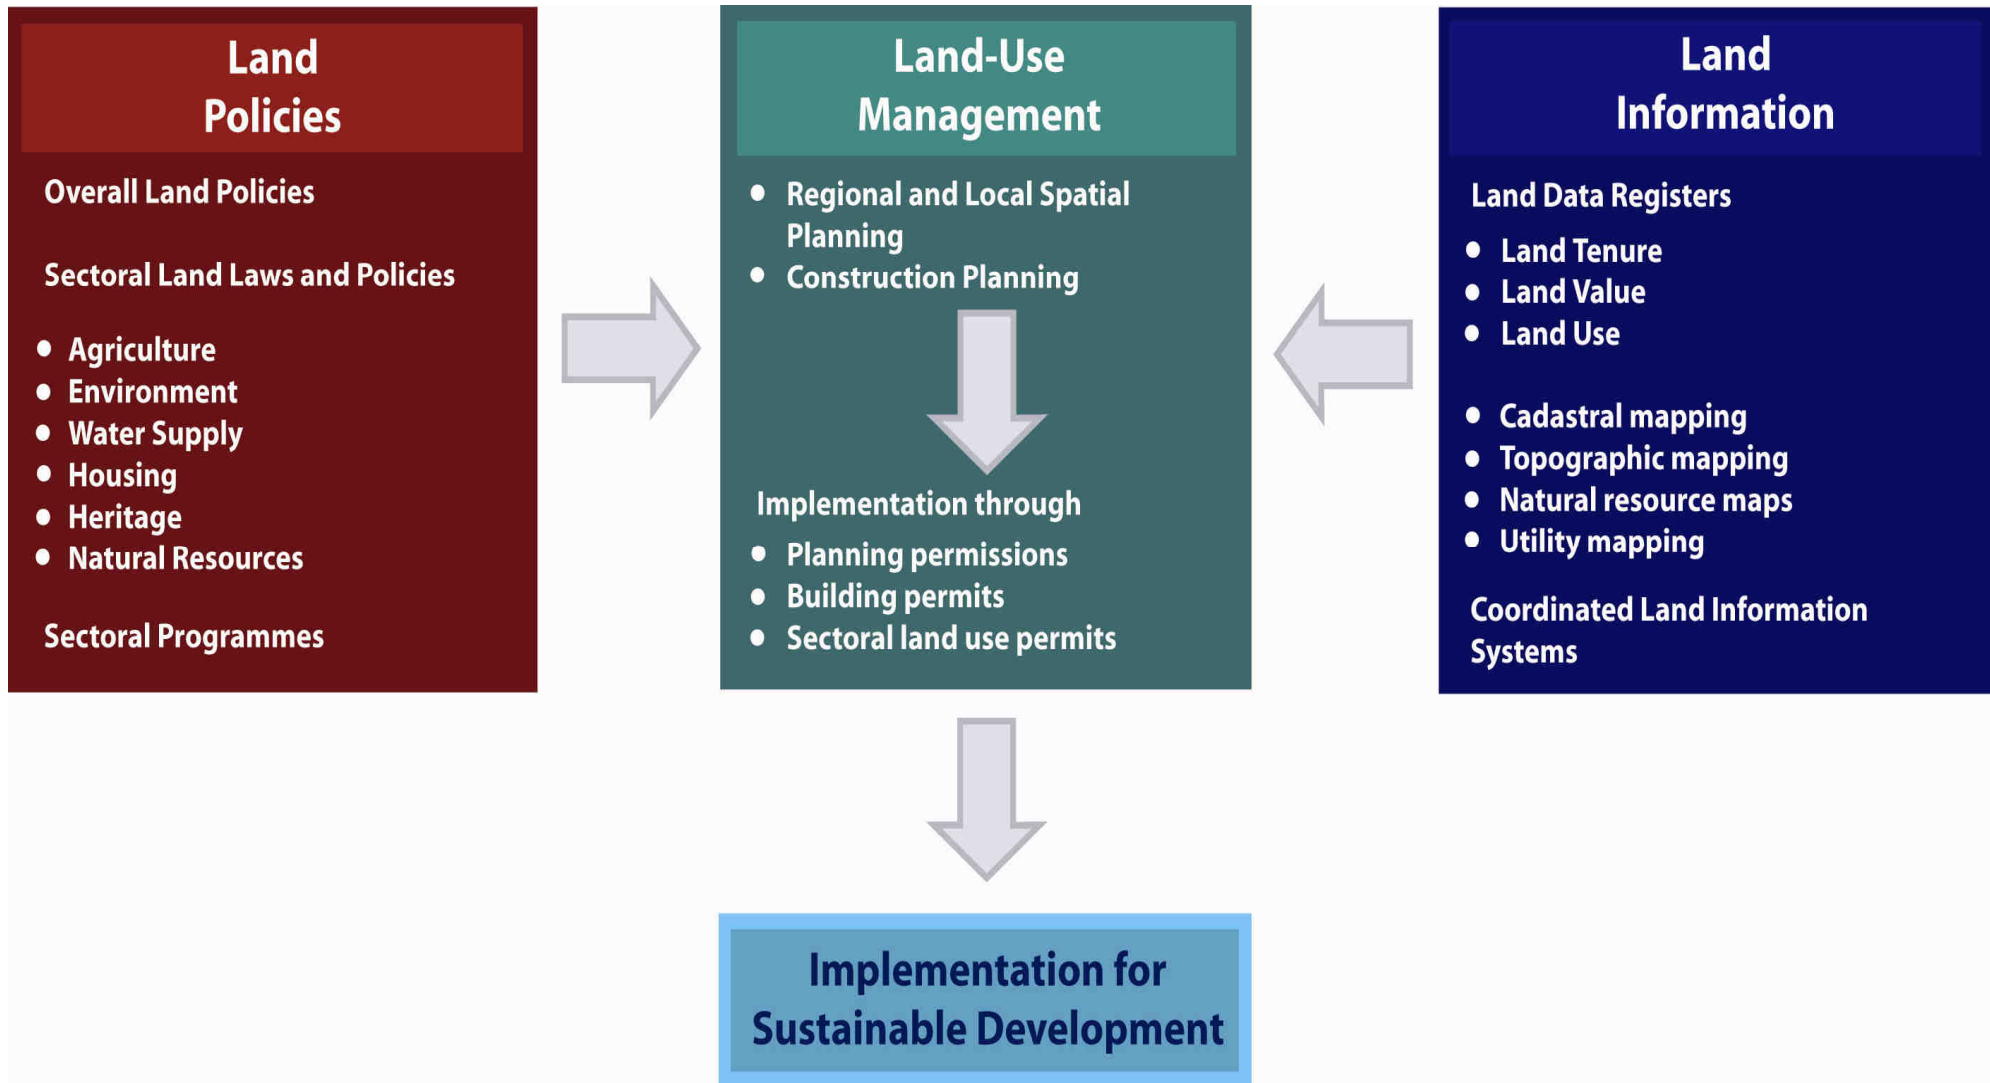 Land
Policies
Overall Land Policies
Sectoral Land Laws and Policies
• Agriculture
• Environment
• Water Supply
• Housing
• Heritage
• Natural Resources
Sectoral Programmes
Land-Use
Management
• Regional and Local Spatial
Planning
• Construction Planning
Implementation through
• Planning permissions
• Building permits
• Sectoral land use permits
Land
Information
Land Data Registers
• Land Tenure
• Land Value
• Land Use
• Cadastral mapping
• Topographic mapping
• Natural resource maps
• Utility mapping
Coordinated Land Information
Systems
Implementation for
Sustainable Development